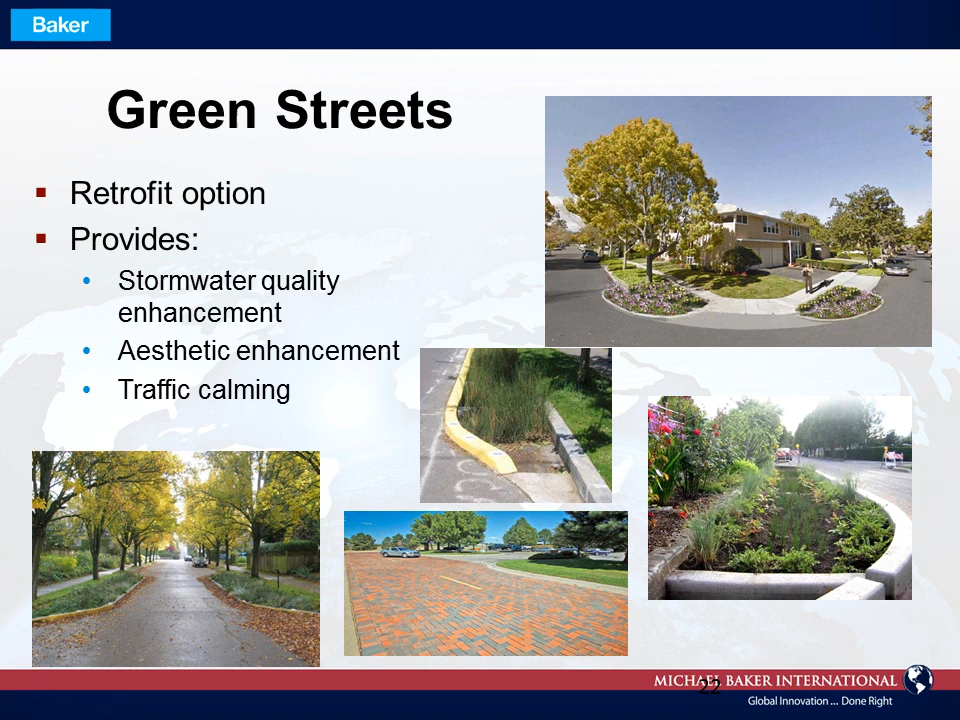 Baker
Green Streets
Retrofit option
Provides:
Stormwater quality
enhancement
Aesthetic enhancement
Traffic calming
MICHAEL BAKER INTERNATIONAL
22
Global Innovation ... Done Right